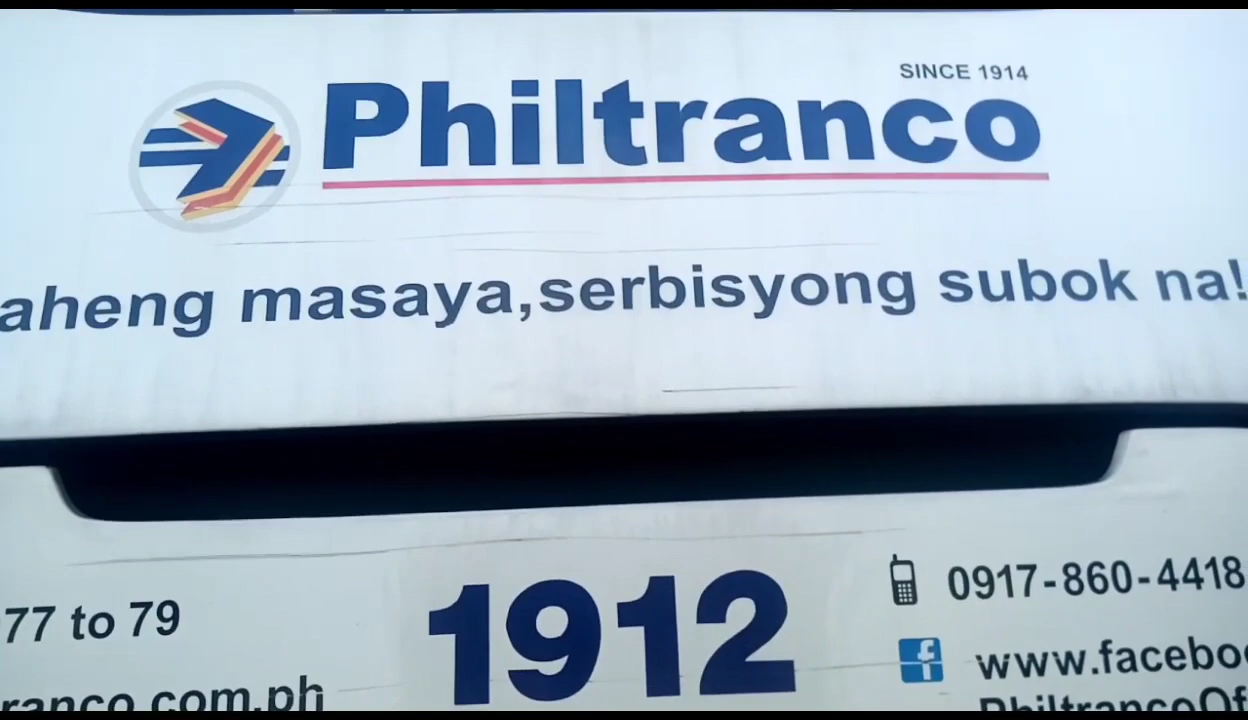 SINCE 1914
Philtranco
aheng masaya,serbisyong subok na!
77 to 79
1912
0917-860-4418
www.facebo
ranco.com.ph
PhiltrancoOf